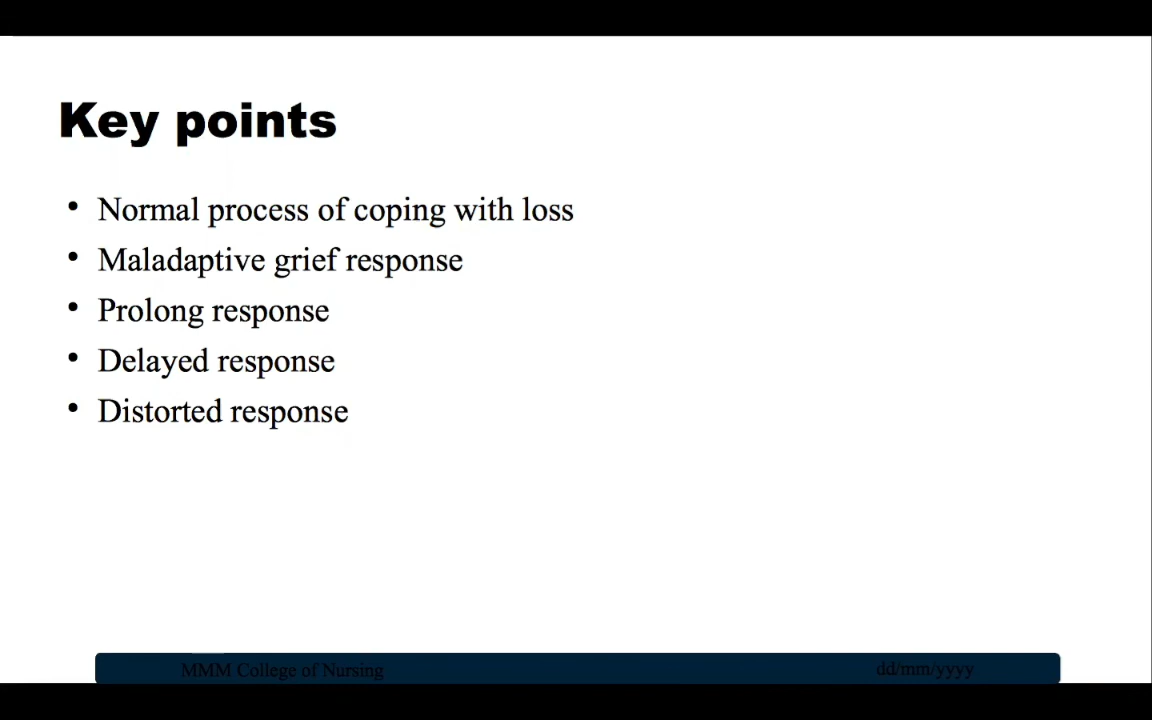 Key points
• Normal process of coping with loss
• Maladaptive grief response
• Prolong response
• Delayed response
• Distorted response
MMM College of Nursing
dd/mm/yyyy